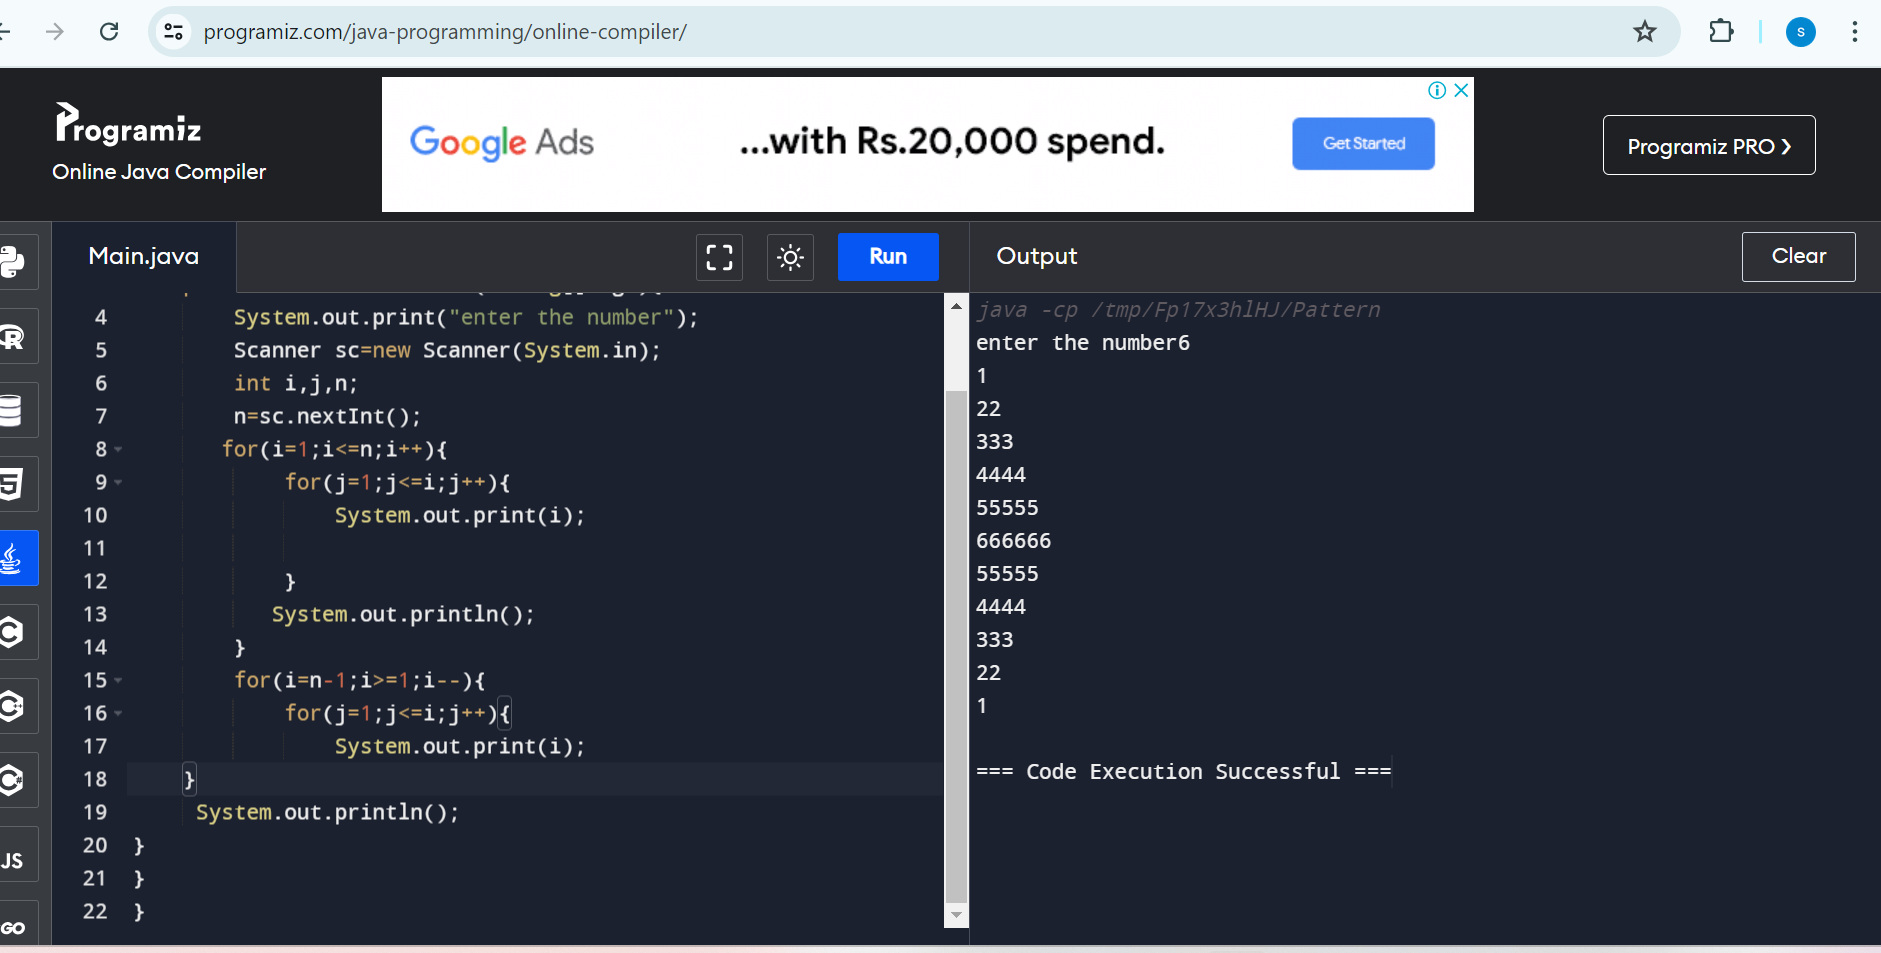 programiz.com/java-programming/online-compiler/
s
Programiz
Online Java Compiler
Google Ads
...with Rs.20,000 spend.
Get Started
Programiz PRO ❯
Main.java
Run
Output
Clear
4 System.out.print("enter the number");
5 Scanner sc=new Scanner(System.in);
6 int i,j,n;
7 n=sc.nextInt();
8 for(i=1;i<=n;i++){
9 for(j=1;j<=i;j++){
10 System.out.print(i);
11
12 }
13 System.out.println();
14 }
15 for(i=n-1;i>=1;i--){
16 for(j=1;j<=i;j++){
17 System.out.print(i);
18 }
19 System.out.println();
20 }
21 }
22 }
java -cp /tmp/Fp17x3hlHJ/Pattern
enter the number6
1
22
333
4444
55555
666666
55555
4444
333
22
1
=== Code Execution Successful ===
R
5
C
C++
C#
JS
GO